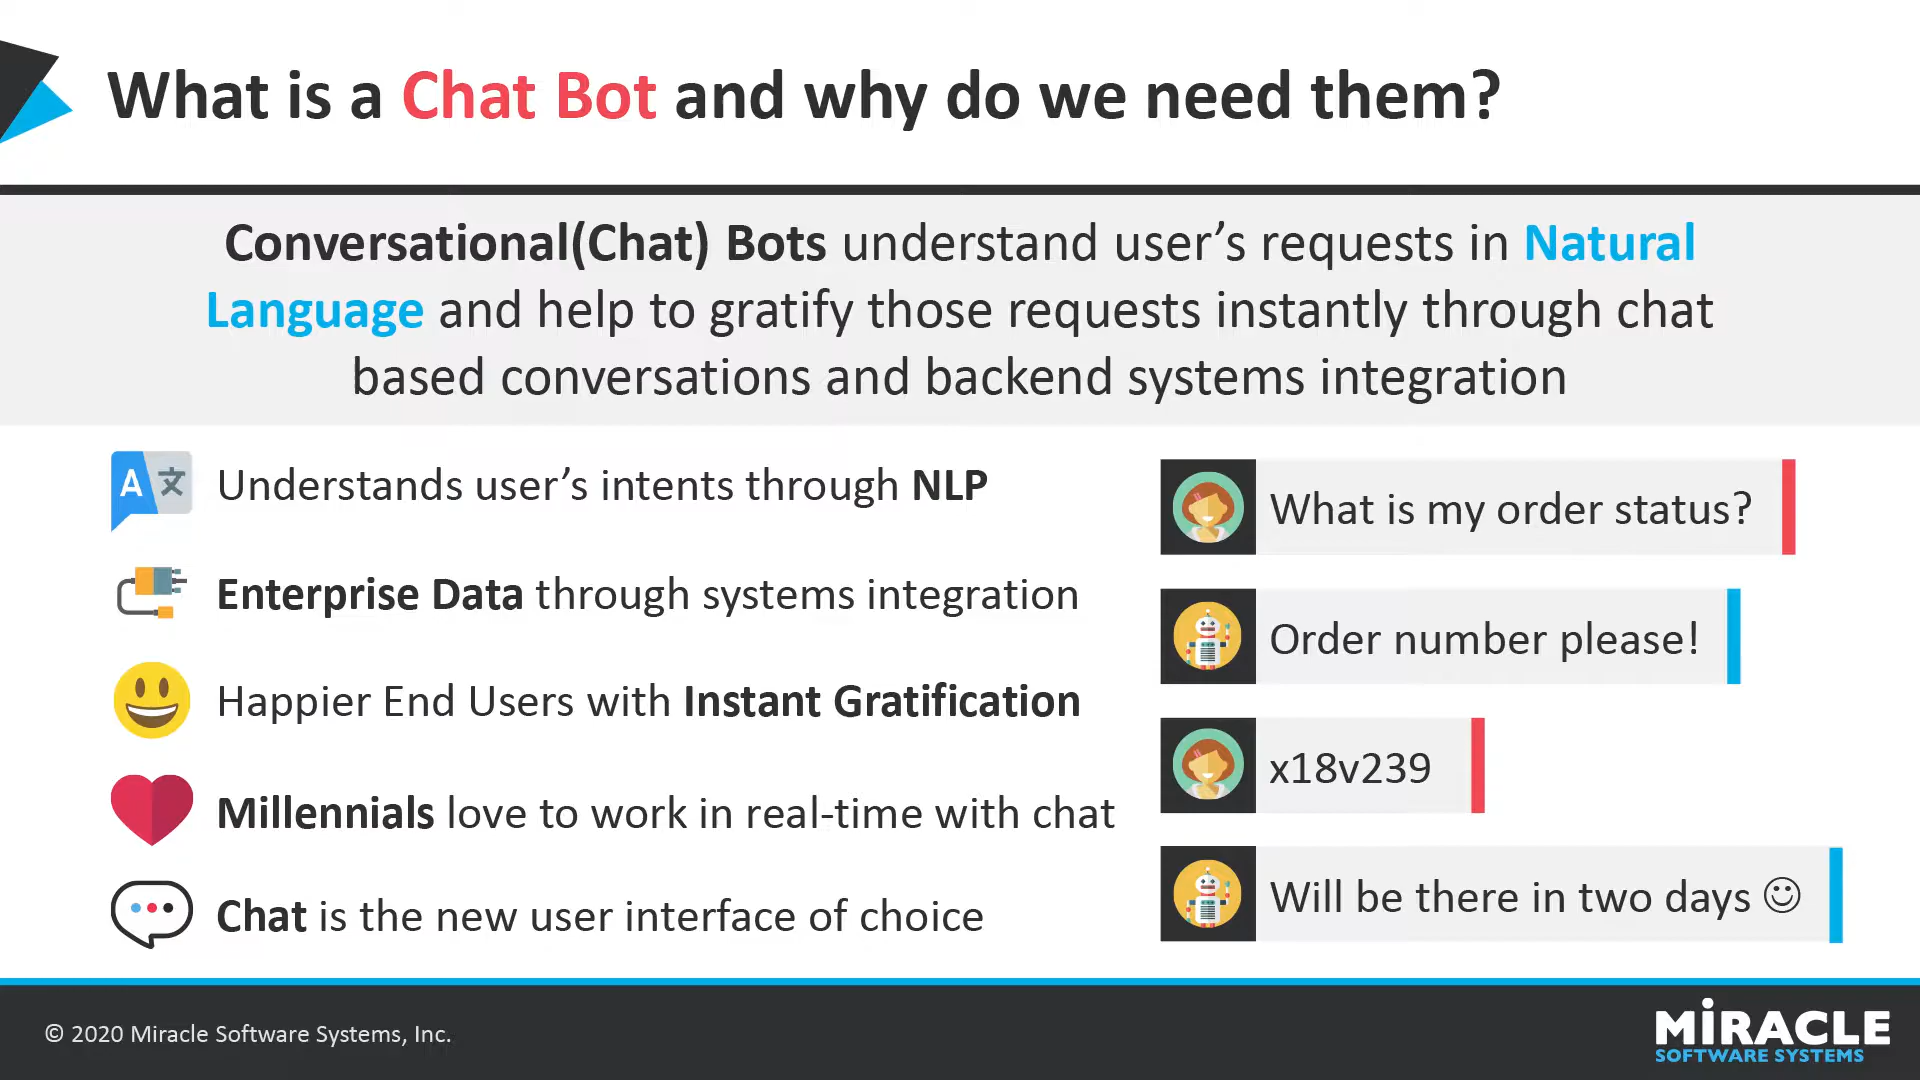 What is a Chat Bot and why do we need them?
Conversational(Chat) Bots understand user’s requests in Natural
Language and help to gratify those requests instantly through chat
based conversations and backend systems integration
A 文
Understands user’s intents through NLP
Enterprise Data through systems integration
Happier End Users with Instant Gratification
Millennials love to work in real-time with chat
Chat is the new user interface of choice
What is my order status?
Order number please!
x18v239
Will be there in two days ☺
© 2020 Miracle Software Systems, Inc.
MiRACLE
SOFTWARE SYSTEMS